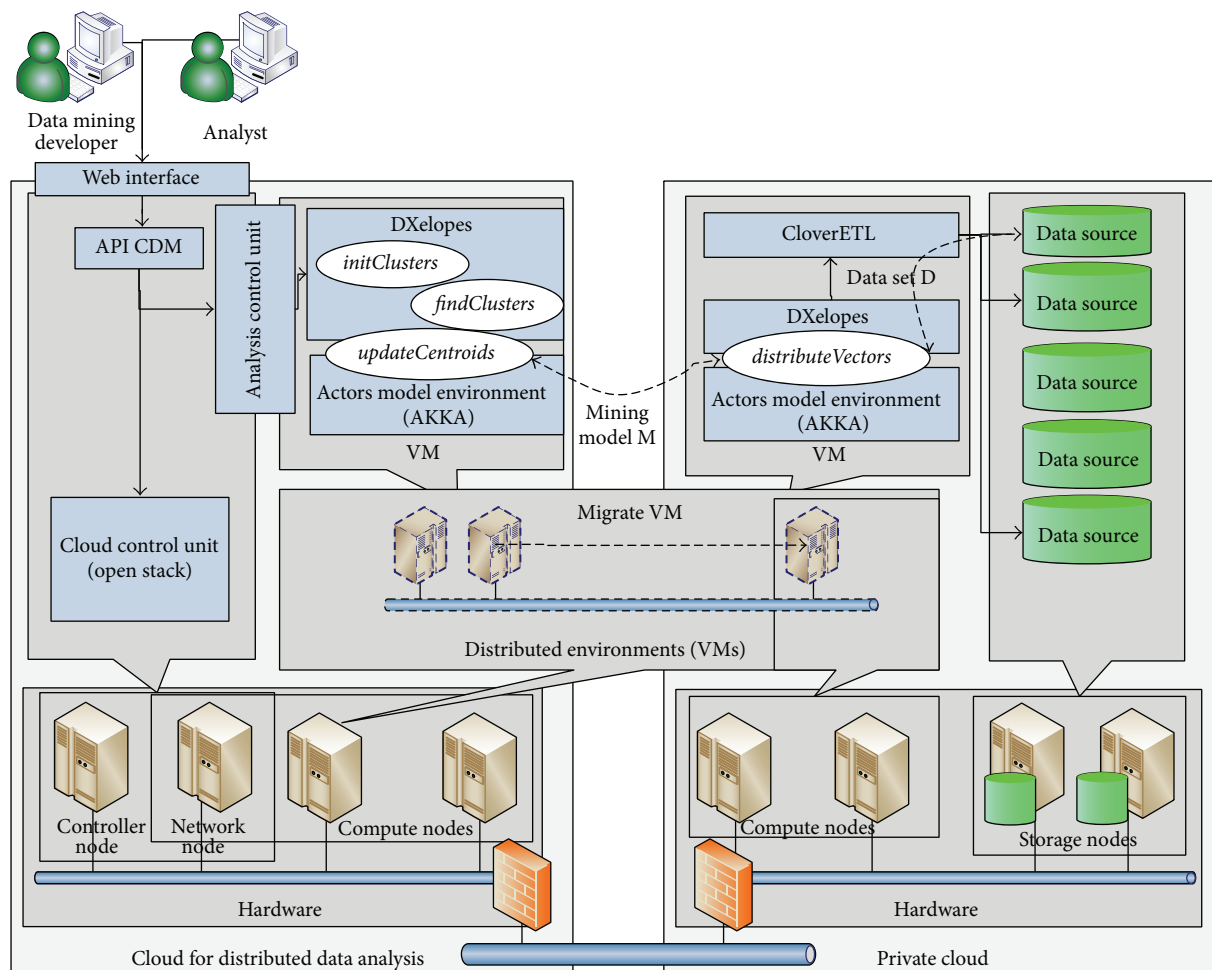 Data mining
developer
Analyst
Web interface
API CDM
Analysis control unit
Cloud control unit
(open stack)
DXelopes
initClusters
findClusters
updateCentroids
Actors model environment
(AKKA)
VM
Mining
model M
CloverETL
Data set D
DXelopes
distributeVectors
Actors model environment
(AKKA)
VM
Data source
Data source
Data source
Data source
Data source
Migrate VM
Distributed environments (VMs)
Controller
node
Network
node
Compute nodes
Hardware
Cloud for distributed data analysis
Compute nodes
Storage nodes
Hardware
Private cloud